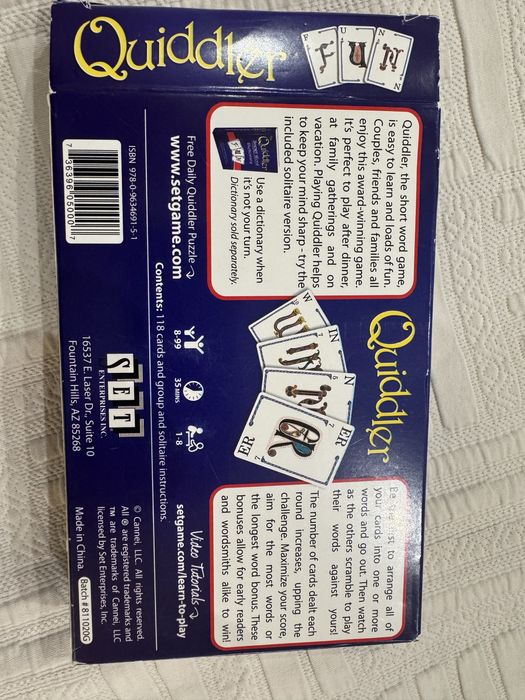 Quiddler
F
U
N
N
Quiddler, the short word game,
is easy to learn and loads of fun.
Couples, friends and families all
enjoy this award-winning game.
It's perfect to play after dinner,
at family gatherings and on
vacation. Playing Quiddler helps
to keep your mind sharp - try the
included solitaire version.
Quiddler
Use a dictionary when
it's not your turn.
Dictionary sold separately.
Free Daily Quiddler Puzzle
www.setgame.com
ISBN 978-0-9634691-5-1
7 36396 05000 7
Quiddler
W
IN
N
ER
ER
to arrange all of
your cards into one or more
words and go out. Then watch
as the others scramble to play
their words against yours!
The number of cards dealt each
round increases, upping the
challenge. Maximize your score,
aim for the most words or
the longest word bonus. These
bonuses allow for early readers
and wordsmiths alike to win!
8-99
35 MINS
1-8
Contents: 118 cards and group and solitaire instructions.
Video Tutorials
setgame.com/learn-to-play
SET
ENTERPRISES INC.
16537 E. Laser Dr., Suite 10
Fountain Hills, AZ 85268
© Cannei, LLC. All rights reserved.
All ® are registered trademarks and
TM are trademarks of Cannei, LLC
licensed by Set Enterprises, Inc.
Made in China.
Batch # 811020G